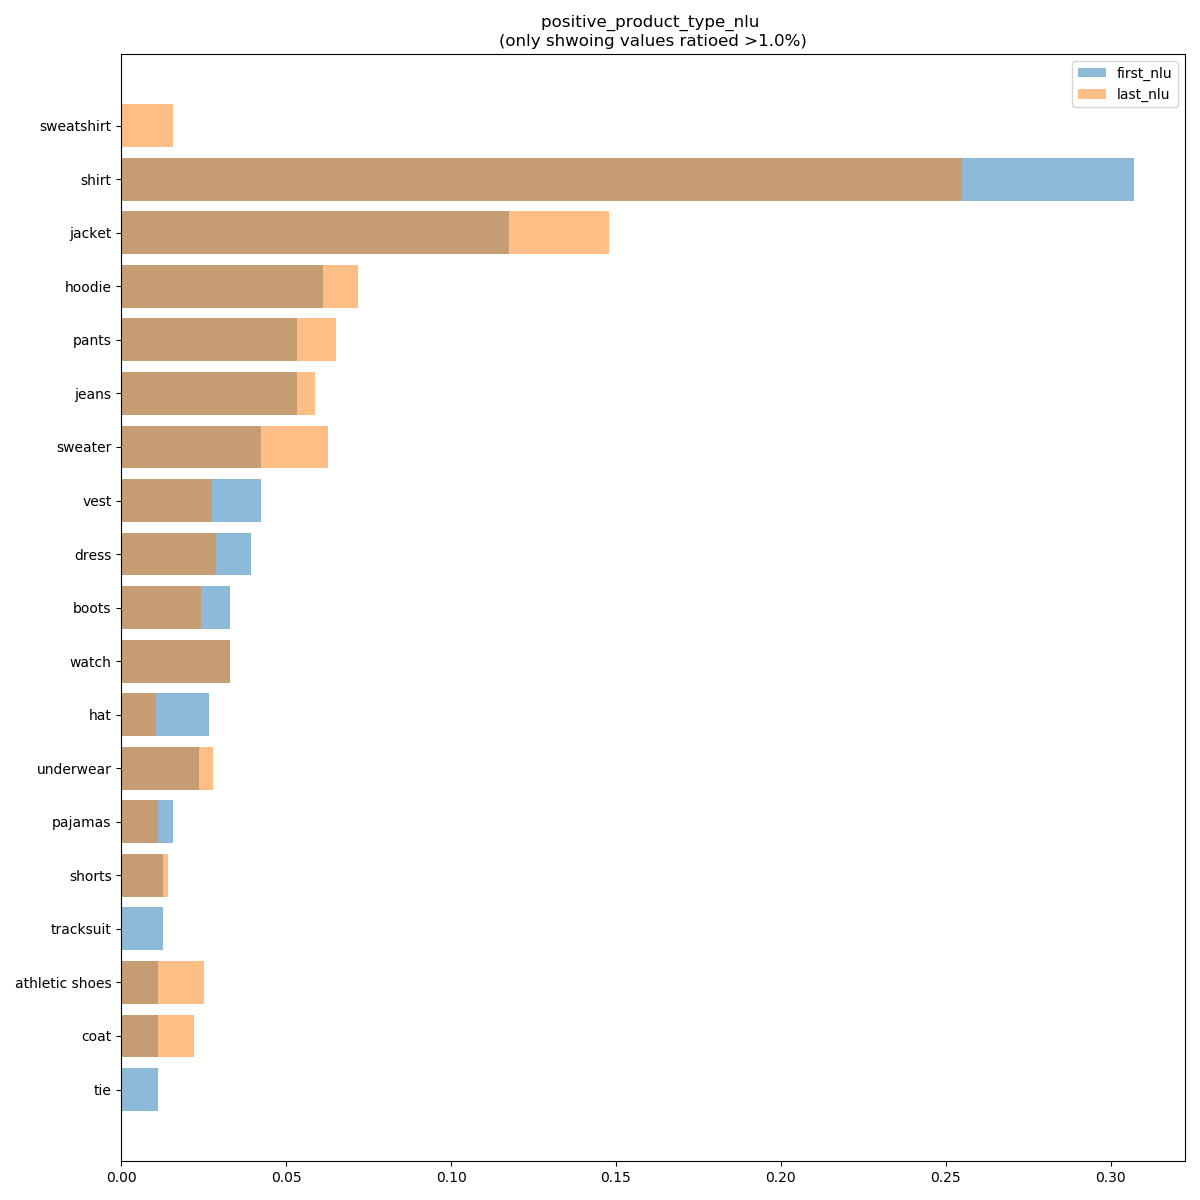 positive_product_type_nlu
(only shwoing values ratioed >1.0%)
first_nlu
last_nlu
sweatshirt
shirt
jacket
hoodie
pants
jeans
sweater
vest
dress
boots
watch
hat
underwear
pajamas
shorts
tracksuit
athletic shoes
coat
tie
0.00 0.05 0.10 0.15 0.20 0.25 0.30